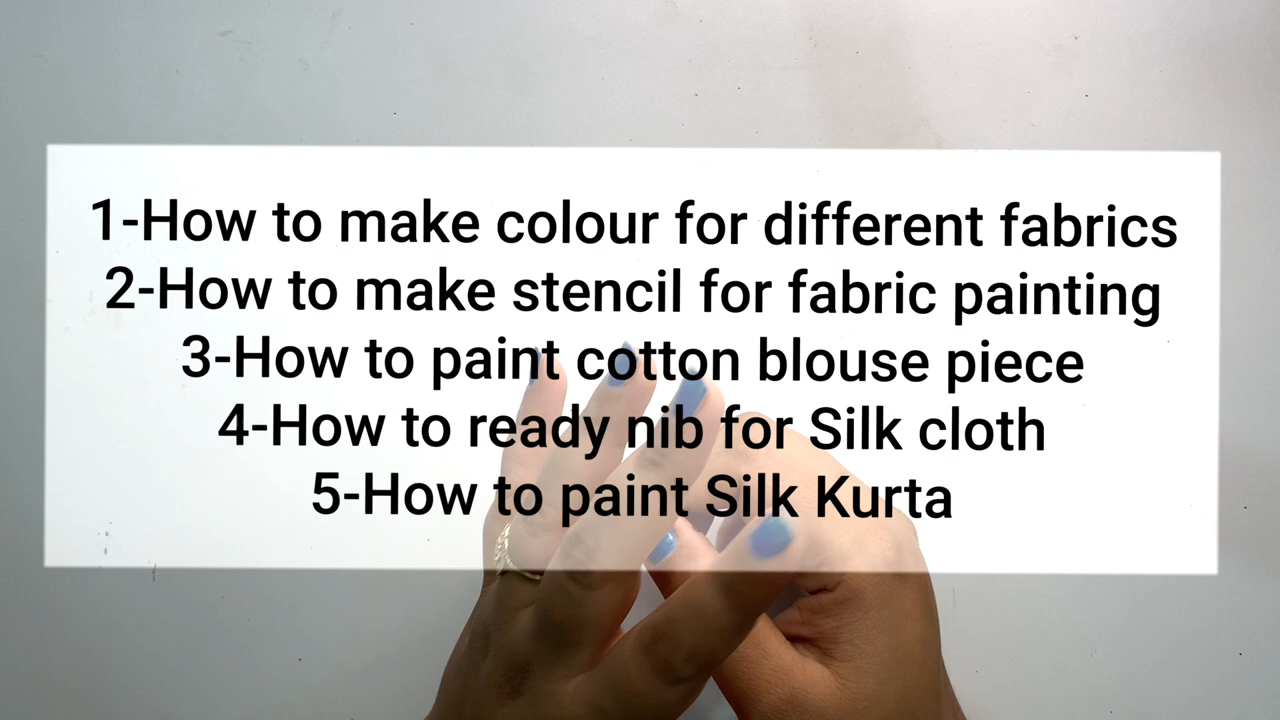 1-How to make colour for different fabrics
2-How to make stencil for fabric painting
3-How to paint cotton blouse piece
4-How to ready nib for Silk cloth
5-How to paint Silk Kurta